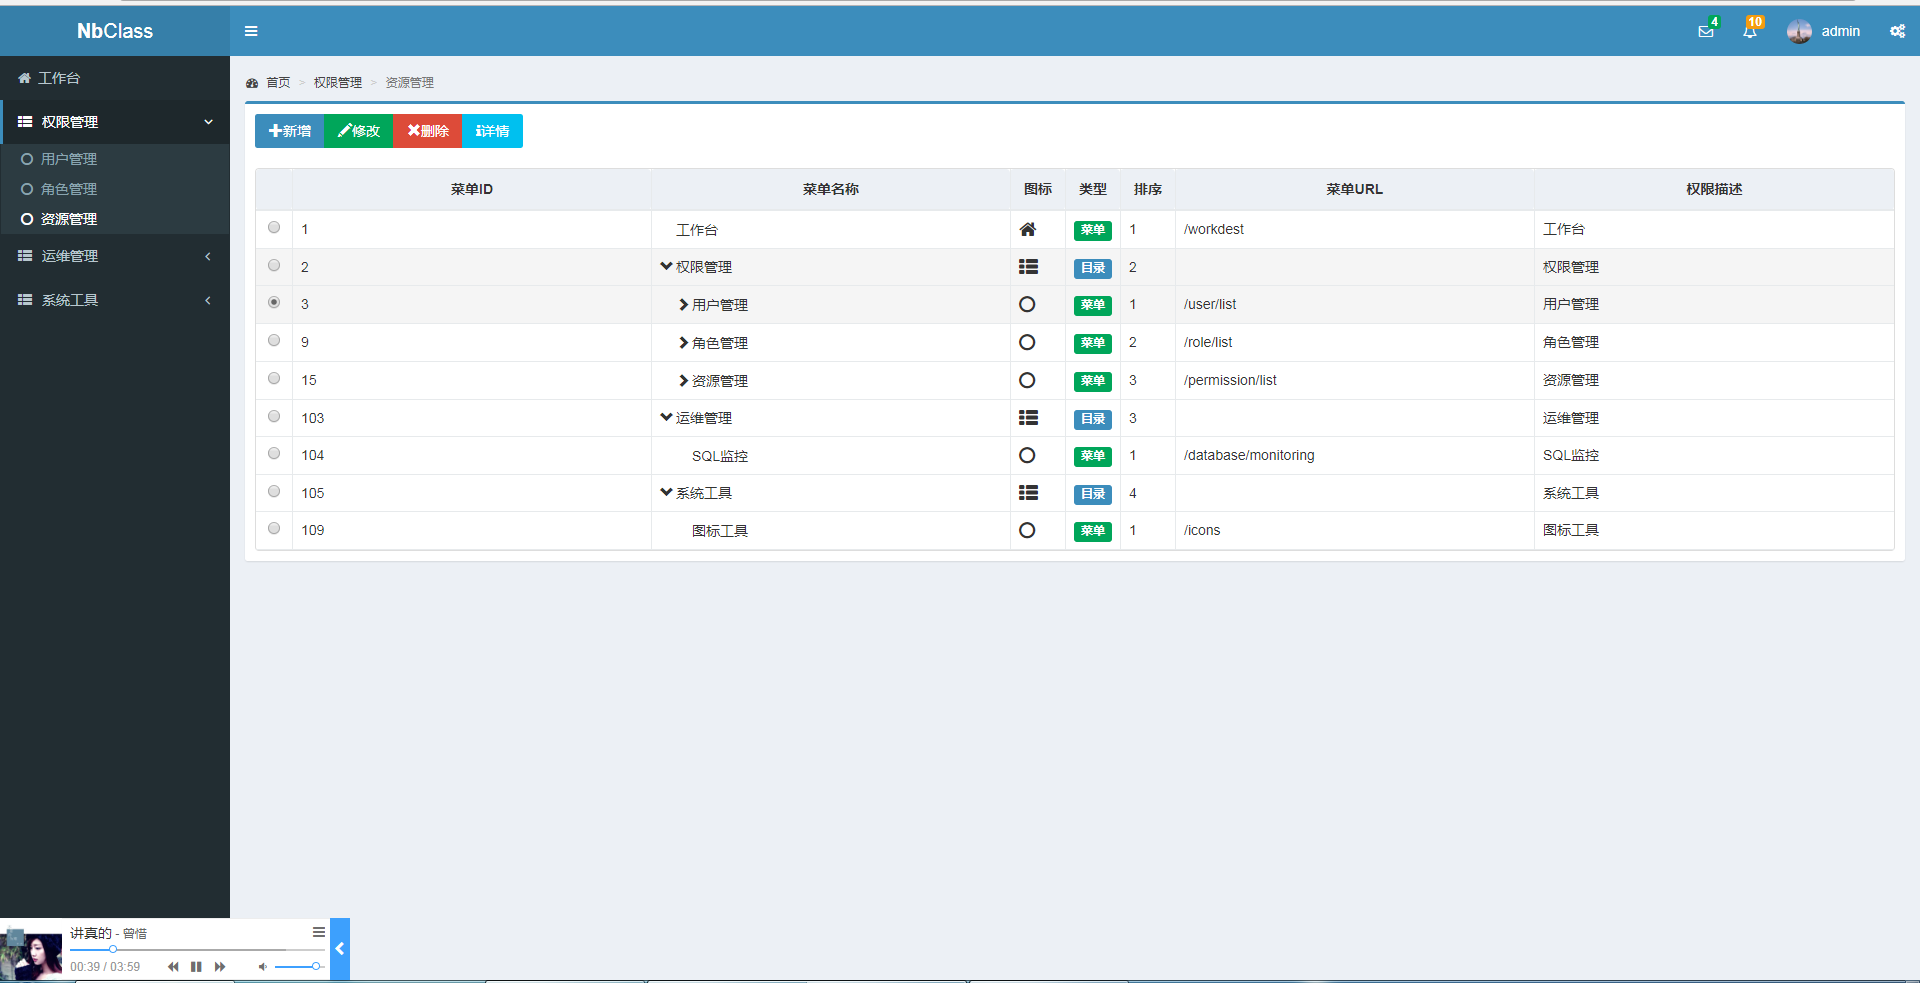 NbClass
4
10
admin
工作台
权限管理
用户管理
角色管理
资源管理
运维管理
系统工具
首页 > 权限管理 > 资源管理
新增 修改 删除 详情
菜单ID 菜单名称 图标 类型 排序 菜单URL 权限描述
1 工作台 菜单 1 /workdest 工作台
2 权限管理 目录 2 权限管理
3 用户管理 菜单 1 /user/list 用户管理
9 角色管理 菜单 2 /role/list 角色管理
15 资源管理 菜单 3 /permission/list 资源管理
103 运维管理 目录 3 运维管理
104 SQL监控 菜单 1 /database/monitoring SQL监控
105 系统工具 目录 4 系统工具
109 图标工具 菜单 1 /icons 图标工具
讲真的 - 曾惜
00:39 / 03:59